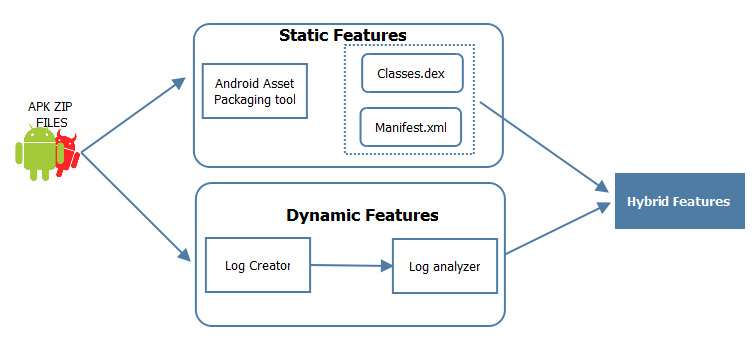 APK ZIP
FILES
Static Features
Android Asset
Packaging tool
Classes.dex
Manifest.xml
Dynamic Features
Log Creator
Log analyzer
Hybrid Features